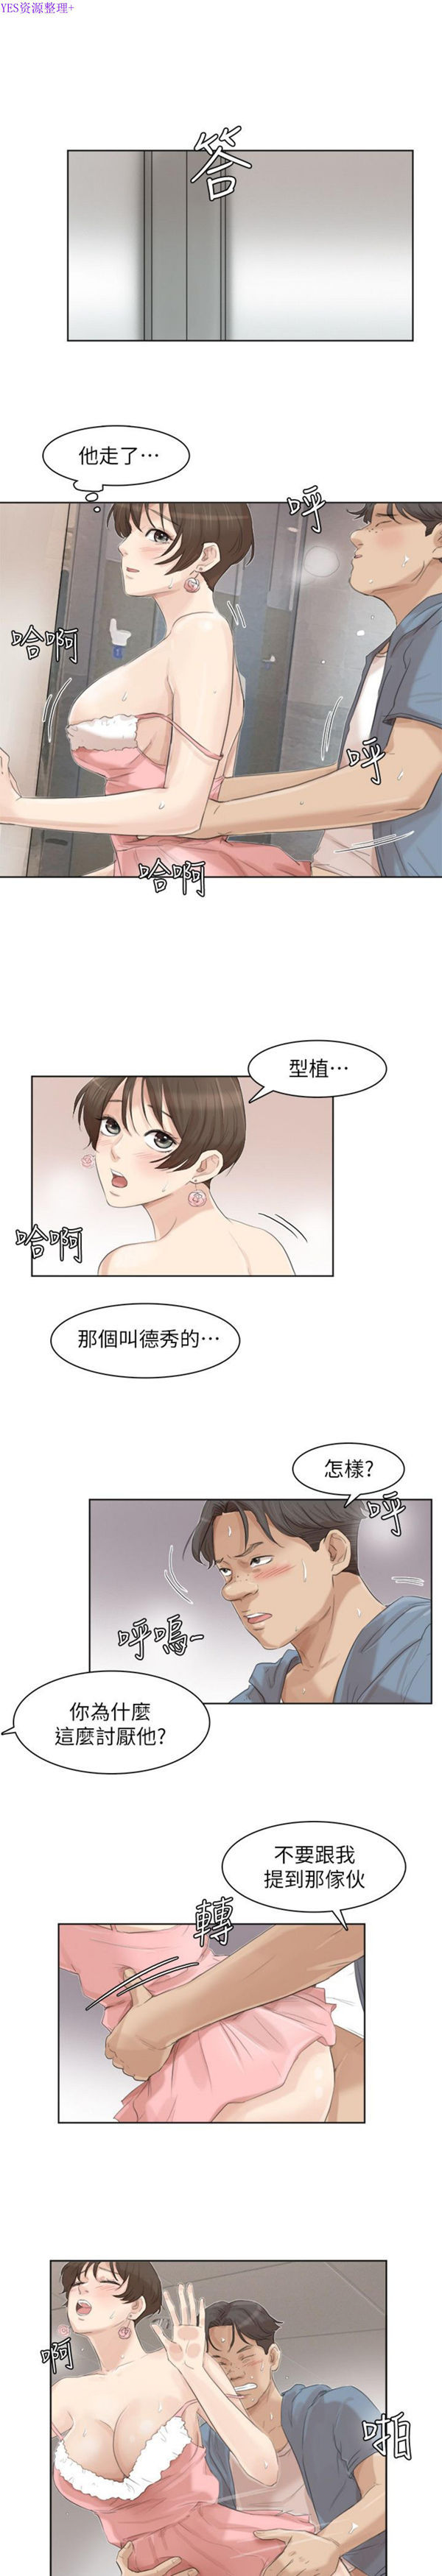 YES资源整理+
答
他走了…
呼
哈啊
呼
哈啊
型植…
哈啊
那個叫德秀的…
怎樣?
呼
呼嗚-
你為什麼
這麼討厭他?
不要跟我
提到那傢伙
轉
啊
啪